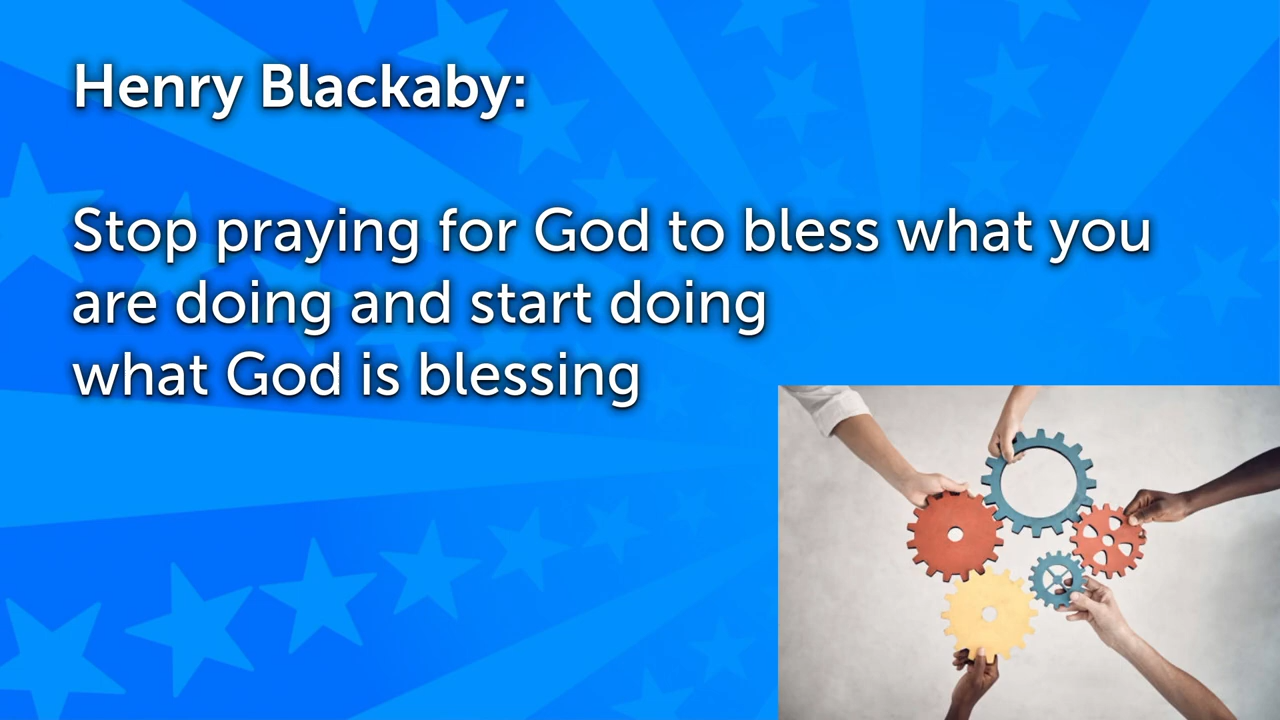 Henry Blackaby:
Stop praying for God to bless what you
are doing and start doing
what God is blessing